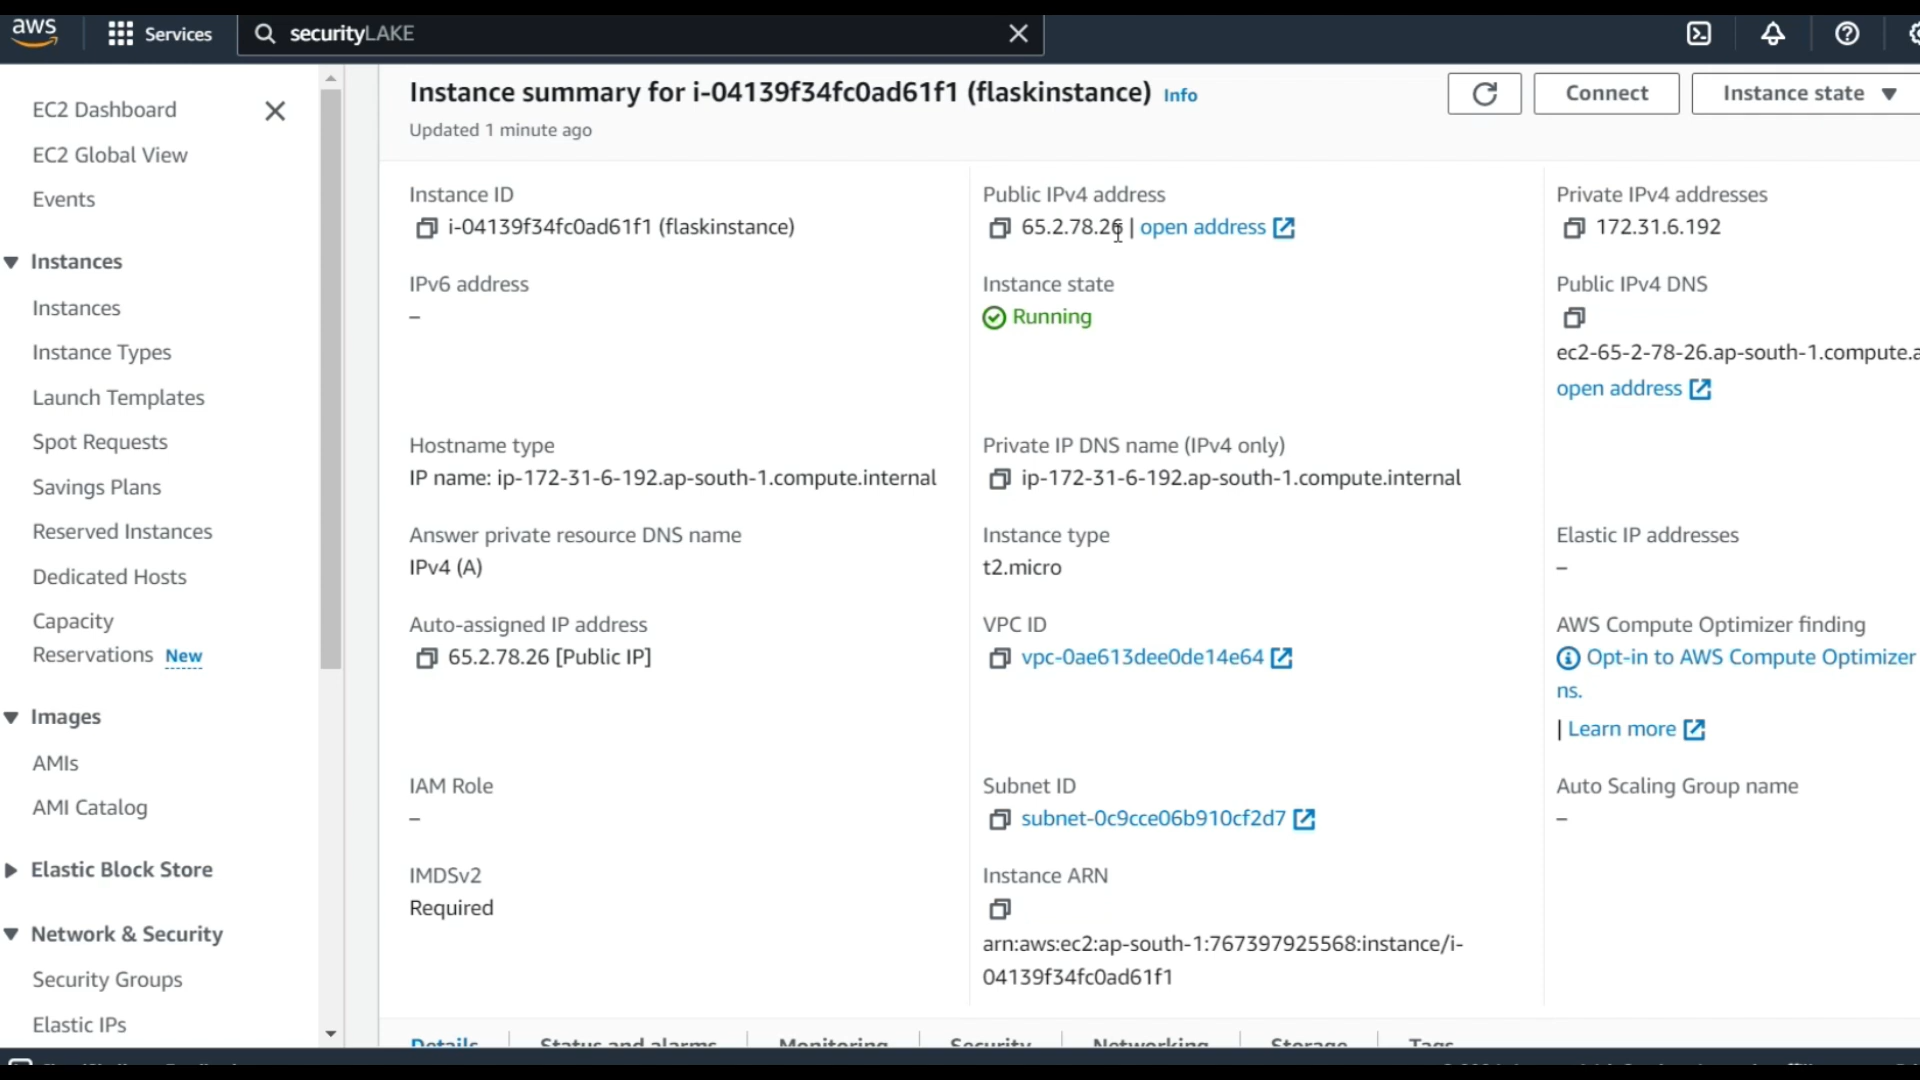 aws
Services
securityLAKE
EC2 Dashboard
EC2 Global View
Events
Instances
Instances
Instance Types
Launch Templates
Spot Requests
Savings Plans
Reserved Instances
Dedicated Hosts
Capacity
Reservations New
Images
AMIs
AMI Catalog
Elastic Block Store
Network & Security
Security Groups
Elastic IPs
Instance summary for i-04139f34fc0ad61f1 (flaskinstance) Info
Updated 1 minute ago
Connect
Instance state
Instance ID
i-04139f34fc0ad61f1 (flaskinstance)
Public IPv4 address
65.2.78.26 | open address
Private IPv4 addresses
172.31.6.192
IPv6 address
–
Instance state
Running
Public IPv4 DNS
ec2-65-2-78-26.ap-south-1.compute.a
open address
Hostname type
IP name: ip-172-31-6-192.ap-south-1.compute.internal
Private IP DNS name (IPv4 only)
ip-172-31-6-192.ap-south-1.compute.internal
Answer private resource DNS name
IPv4 (A)
Instance type
t2.micro
Elastic IP addresses
–
Auto-assigned IP address
65.2.78.26 [Public IP]
VPC ID
vpc-0ae613dee0de14e64
AWS Compute Optimizer finding
Opt-in to AWS Compute Optimizer
ns.
| Learn more
IAM Role
–
Subnet ID
subnet-0c9cce06b910cf2d7
Auto Scaling Group name
–
IMDSv2
Required
Instance ARN
arn:aws:ec2:ap-south-1:767397925568:instance/i-
04139f34fc0ad61f1
Details
Status and alarms
Monitoring
Security
Networking
Storage
Tags